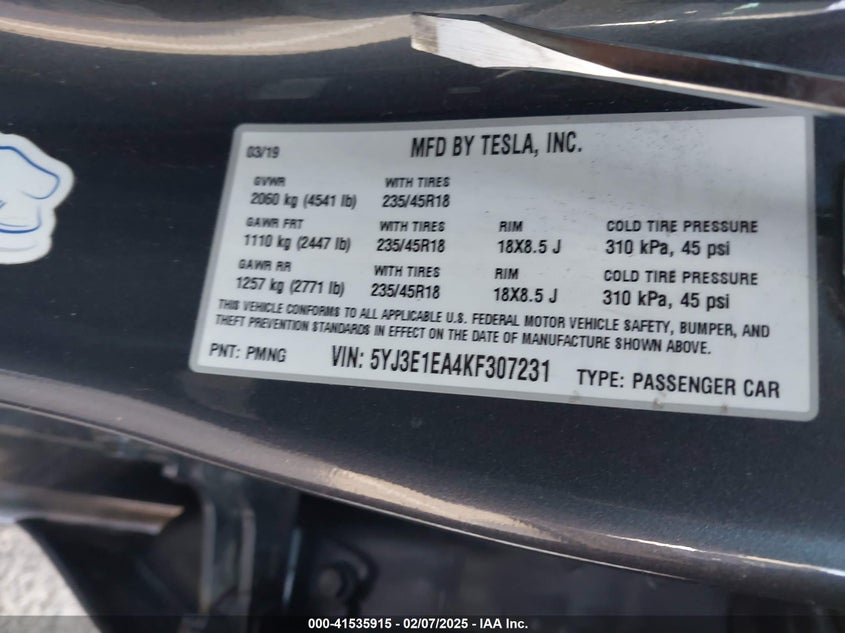 03/19 MFD BY TESLA, INC.
GVWR WITH TIRES
2060 kg (4541 lb) 235/45R18
GAWR FRT WITH TIRES RIM COLD TIRE PRESSURE
1110 kg (2447 lb) 235/45R18 18X8.5 J 310 kPa, 45 psi
GAWR RR WITH TIRES RIM COLD TIRE PRESSURE
1257 kg (2771 lb) 235/45R18 18X8.5 J 310 kPa, 45 psi
THIS VEHICLE CONFORMS TO ALL APPLICABLE U.S. FEDERAL MOTOR VEHICLE SAFETY, BUMPER, AND
THEFT PREVENTION STANDARDS IN EFFECT ON THE DATE OF MANUFACTURE SHOWN ABOVE.
PNT: PMNG VIN: 5YJ3E1EA4KF307231 TYPE: PASSENGER CAR
000-41535915 - 02/07/2025 - IAA Inc.